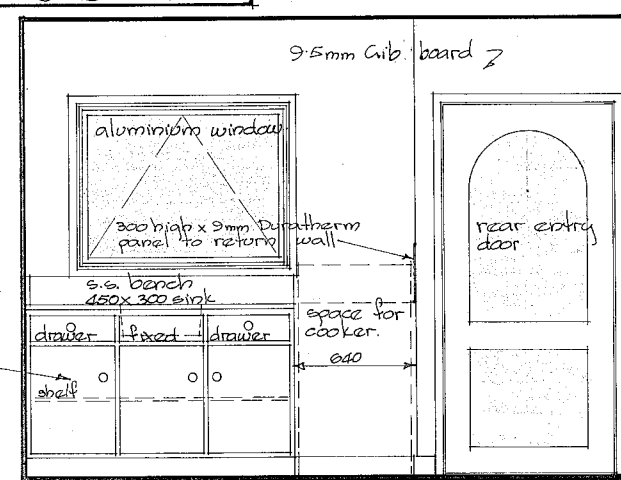 9.5mm Gib. board
aluminium window
300 high x 9mm Duratherm
panel to return wall
rear entry
door
s.s. bench
450x300 sink
space for
cooker.
drawer fixed drawer
640
shelf